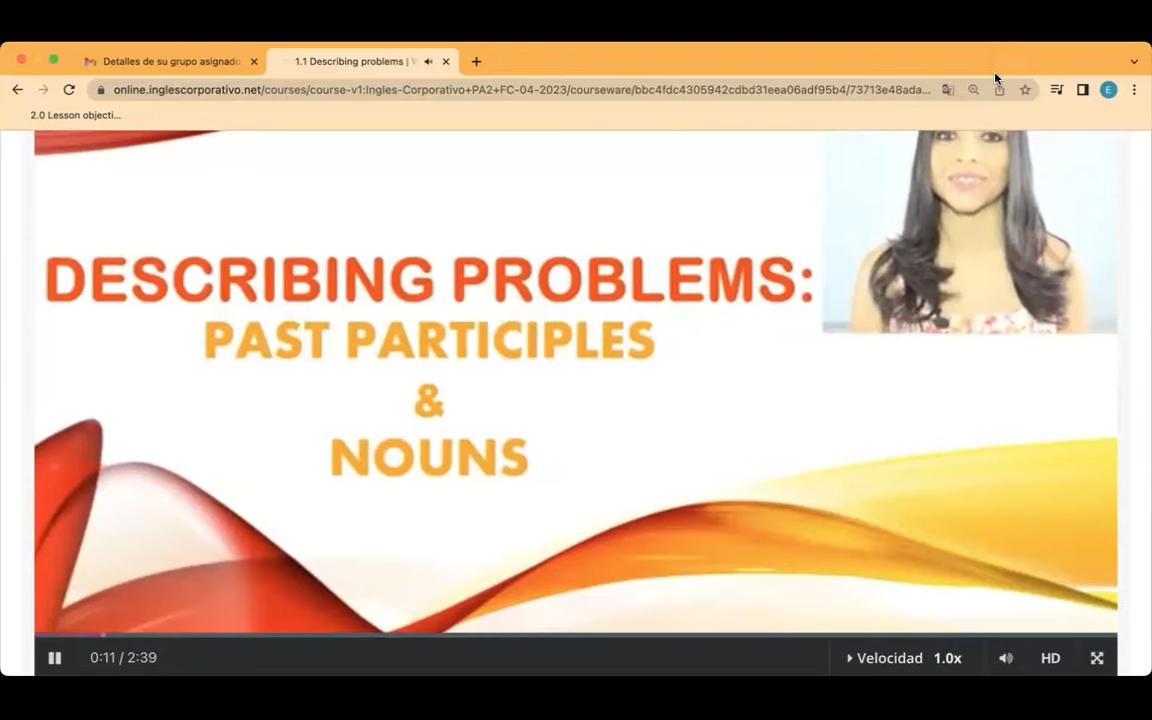 Detalles de su grupo asignado
1.1 Describing problems |
online.inglescorporativo.net/courses/course-v1:Ingles-Corporativo+PA2+FC-04-2023/courseware/bbc4fdc4305942cdbd31eea06adf95b4/73713e48ada...
E
2.0 Lesson objecti...
DESCRIBING PROBLEMS:
PAST PARTICIPLES
&
NOUNS
0:11 / 2:39
Velocidad 1.0x
HD